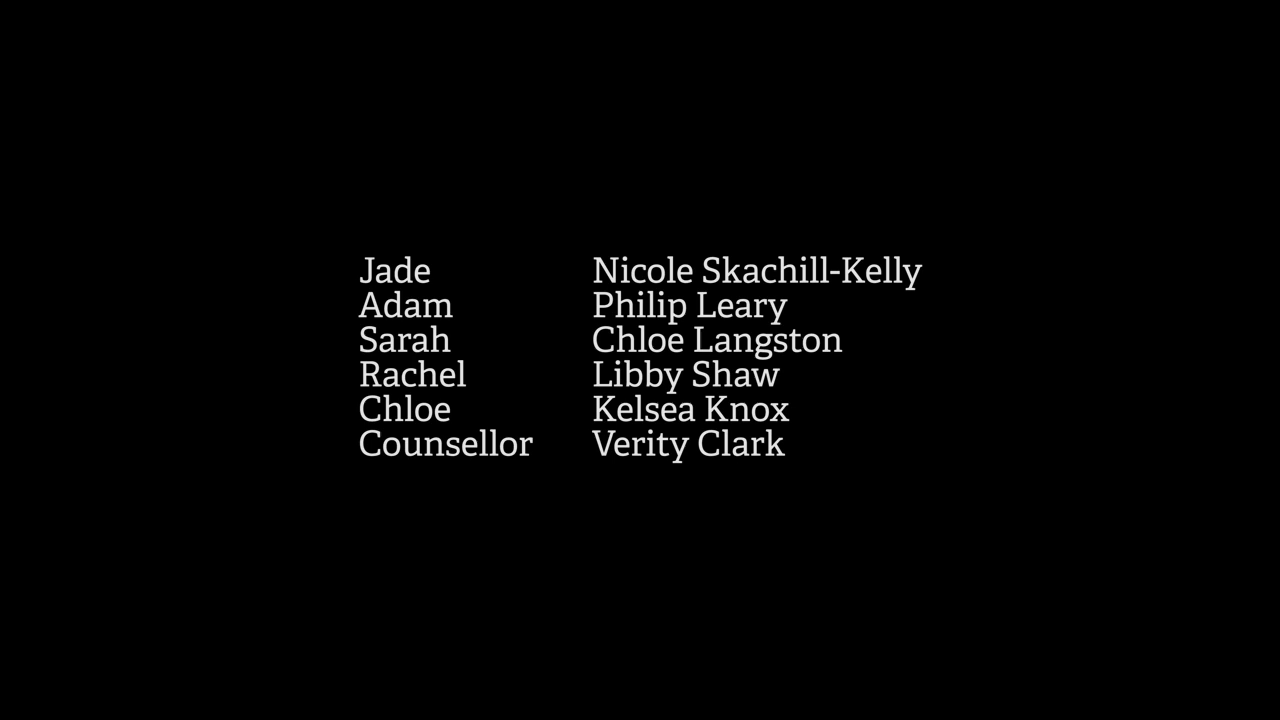 Jade Nicole Skachill-Kelly
Adam Philip Leary
Sarah Chloe Langston
Rachel Libby Shaw
Chloe Kelsea Knox
Counsellor Verity Clark